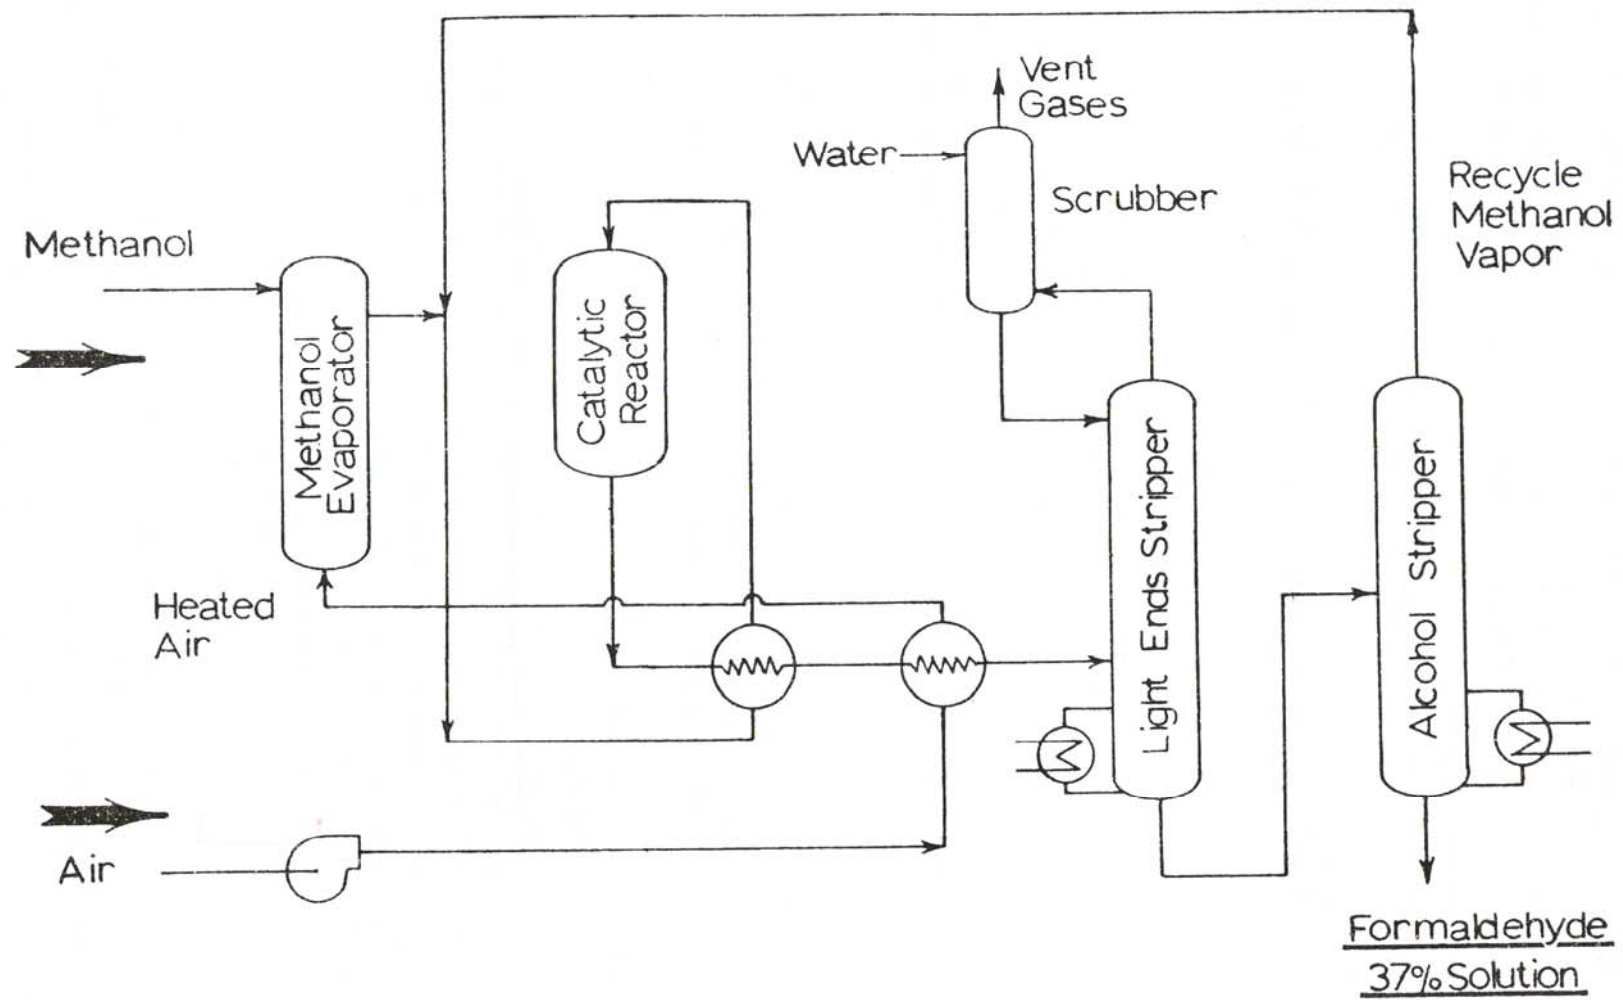 Vent
Gases
Water
Scrubber
Recycle
Methanol
Vapor
Methanol
Methanol
Evaporator
Catalytic
Reactor
Heated
Air
Light Ends Stripper
Alcohol Stripper
Air
Formaldehyde
37% Solution